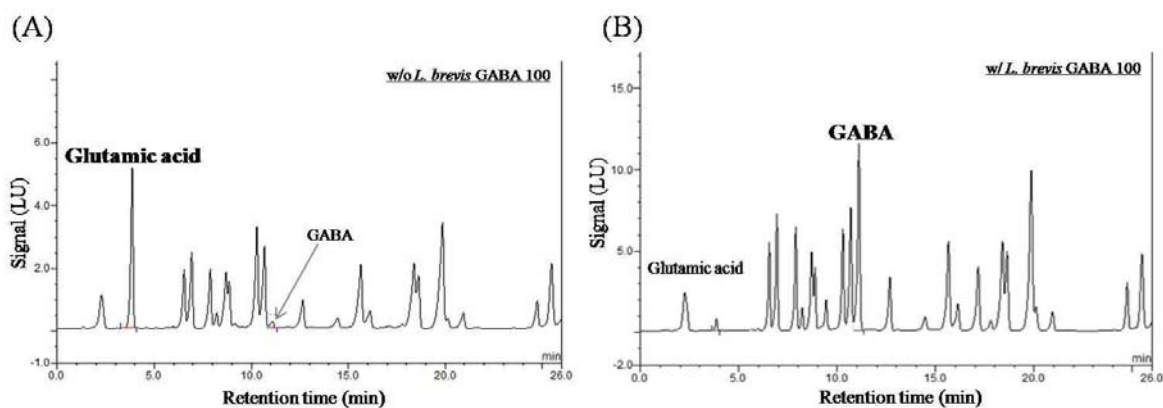 (A)
w/o L. brevis GABA 100
6.0
Glutamic acid
4.0
GABA
2.0
-1.0
min
0.0 5.0 10.0 15.0 20.0 26.0
Signal (LU)
Retention time (min)
(B)
w/ L. brevis GABA 100
15.0
GABA
10.0
5.0
Glutamic acid
-2.0
min
0.0 5.0 10.0 15.0 20.0 26.0
Signal (LU)
Retention time (min)